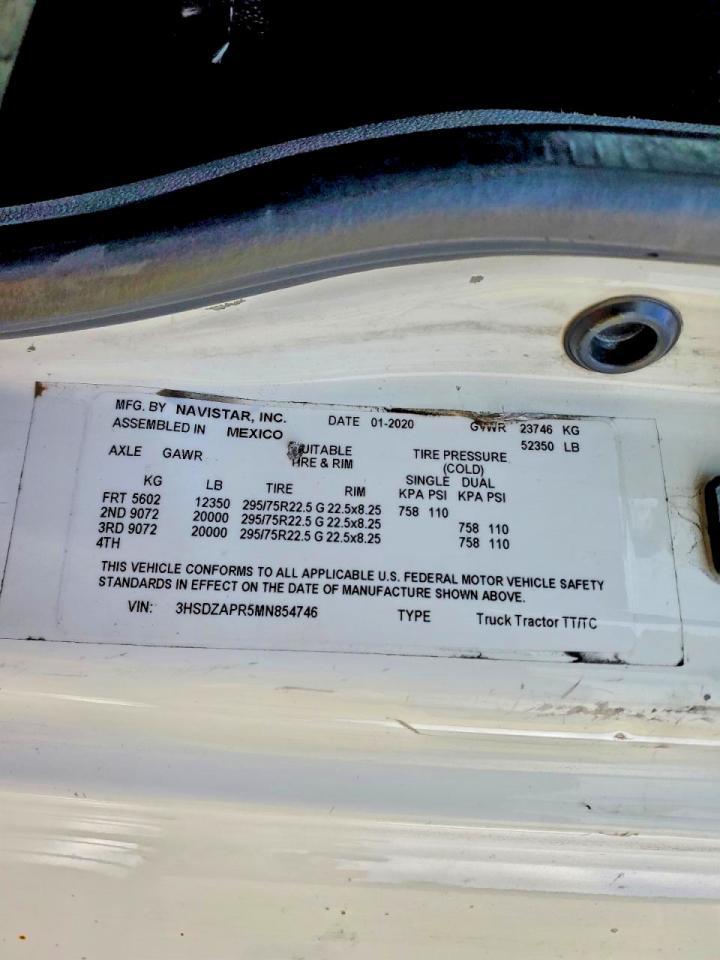 MFG. BY NAVISTAR, INC. DATE 01-2020 GVWR 23746 KG
ASSEMBLED IN MEXICO 52350 LB
AXLE GAWR UITABLE TIRE PRESSURE
IRE & RIM (COLD)
SINGLE DUAL
KG LB TIRE RIM KPA PSI KPA PSI
FRT 5602 12350 295/75R22.5 G 22.5x8.25 758 110
2ND 9072 20000 295/75R22.5 G 22.5x8.25 758 110
3RD 9072 20000 295/75R22.5 G 22.5x8.25 758 110
4TH
THIS VEHICLE CONFORMS TO ALL APPLICABLE U.S. FEDERAL MOTOR VEHICLE SAFETY
STANDARDS IN EFFECT ON THE DATE OF MANUFACTURE SHOWN ABOVE.
VIN: 3HSDZAPR5MN854746 TYPE Truck Tractor TT/TC